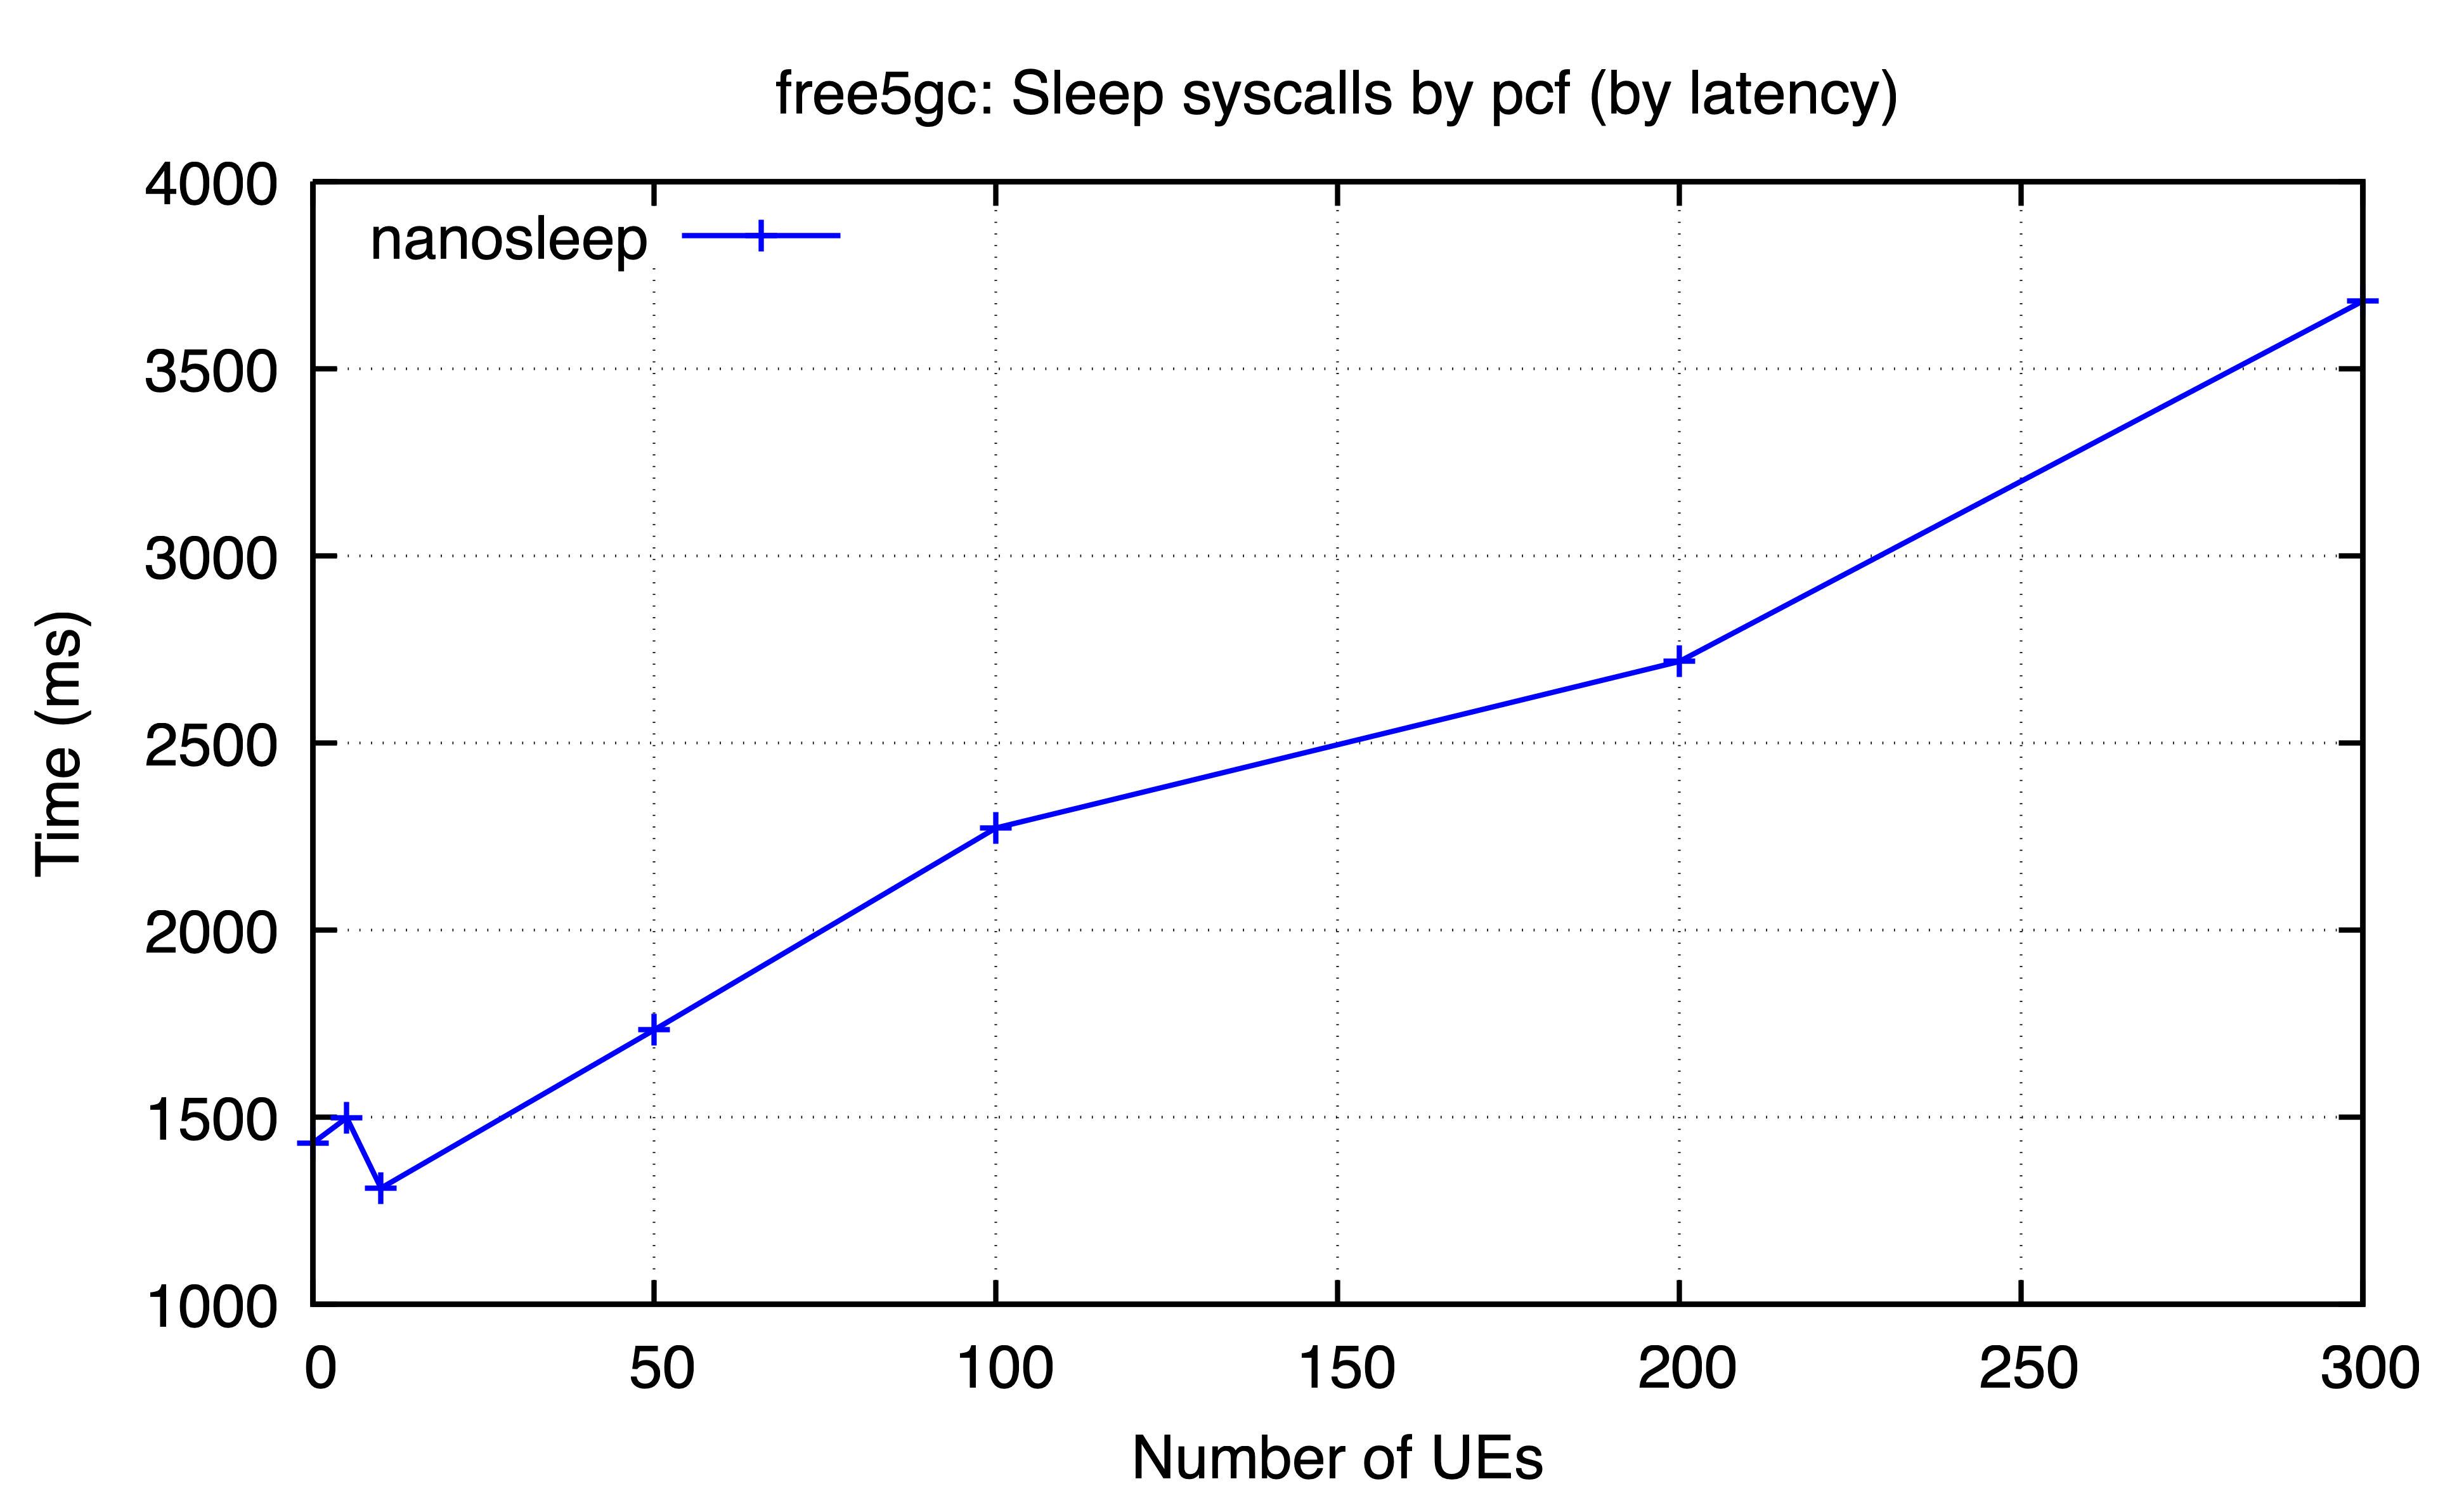 free5gc: Sleep syscalls by pcf (by latency)
nanosleep
4000
3500
3000
2500
2000
1500
1000
Time (ms)
0 50 100 150 200 250 300
Number of UEs